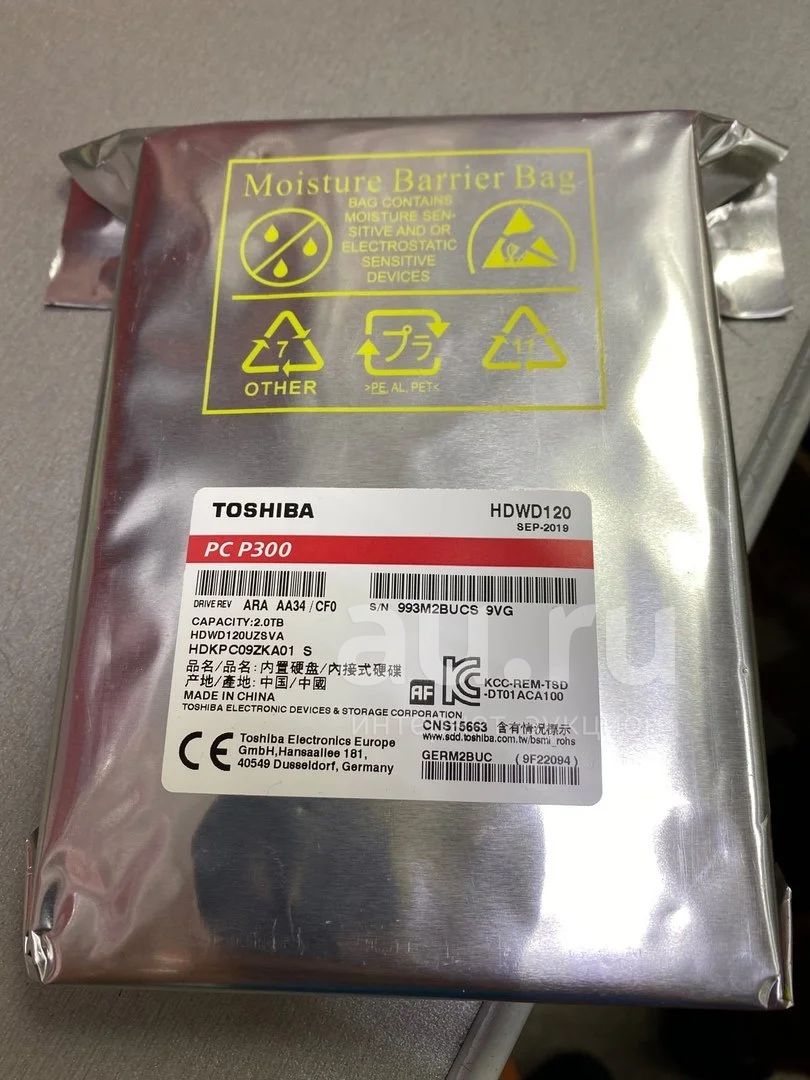 Moisture Barrier Bag
BAG CONTAINS
MOISTURE SEN-
SITIVE AND OR
ELECTROSTATIC
SENSITIVE
DEVICES
7
OTHER
プラ
>PE, AL, PET<
11
TOSHIBA
HDWD120
SEP-2019
PC P300
DRIVE REV ARA AA34 / CF0
S/N 993M2BUCS 9VG
CAPACITY:2.0TB
HDWD120UZSVA
HDKPC09ZKA01 S
品名/品名: 内置硬盘/内接式硬碟
产地/產地: 中国/中國
MADE IN CHINA
AF
KCC-REM-TSD
-DT01ACA100
TOSHIBA ELECTRONIC DEVICES & STORAGE CORPORATION
CNS15663 含有情況標示
www.sdd.toshiba.com.tw/bsmi_rohs
CE
Toshiba Electronics Europe
GmbH,Hansaallee 181,
40549 Dusseldorf, Germany
GERM2BUC (9F22094)
au.ru
интернет-аукцион